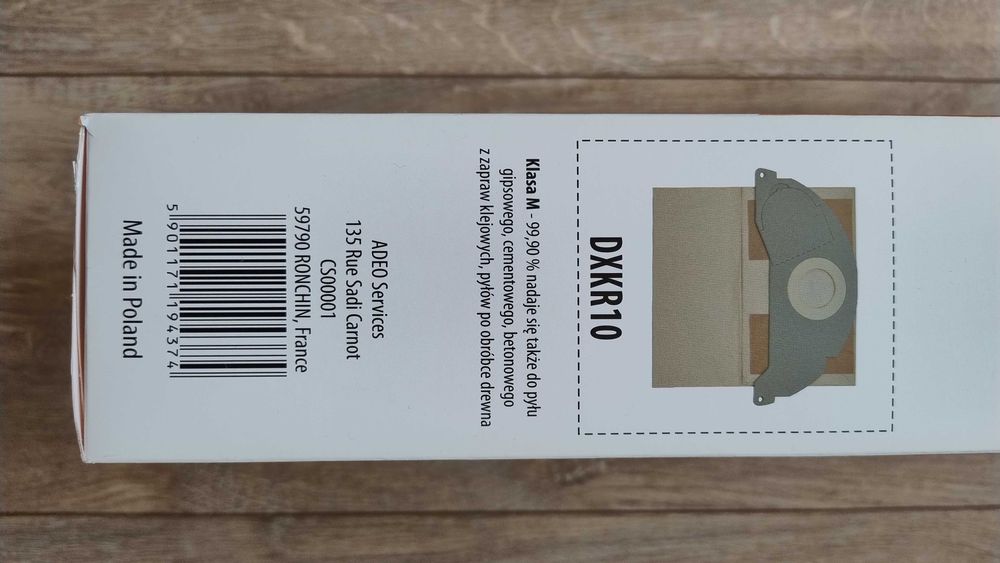 DXKR10
Klasa M - 99,90 % nadaje się także do pyłu
gipsowego, cementowego, betonowego
z zapraw klejowych, pyłów po obróbce drewna
ADEO Services
135 Rue Sadi Carnot
CS00001
59790 RONCHIN, France
5 901171 194374
Made in Poland